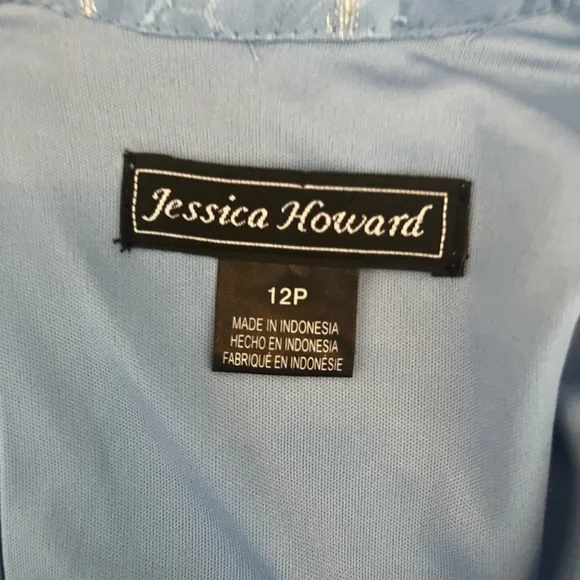 Jessica Howard
12P
MADE IN INDONESIA
HECHO EN INDONESIA
FABRIQUÉ EN INDONÉSIE